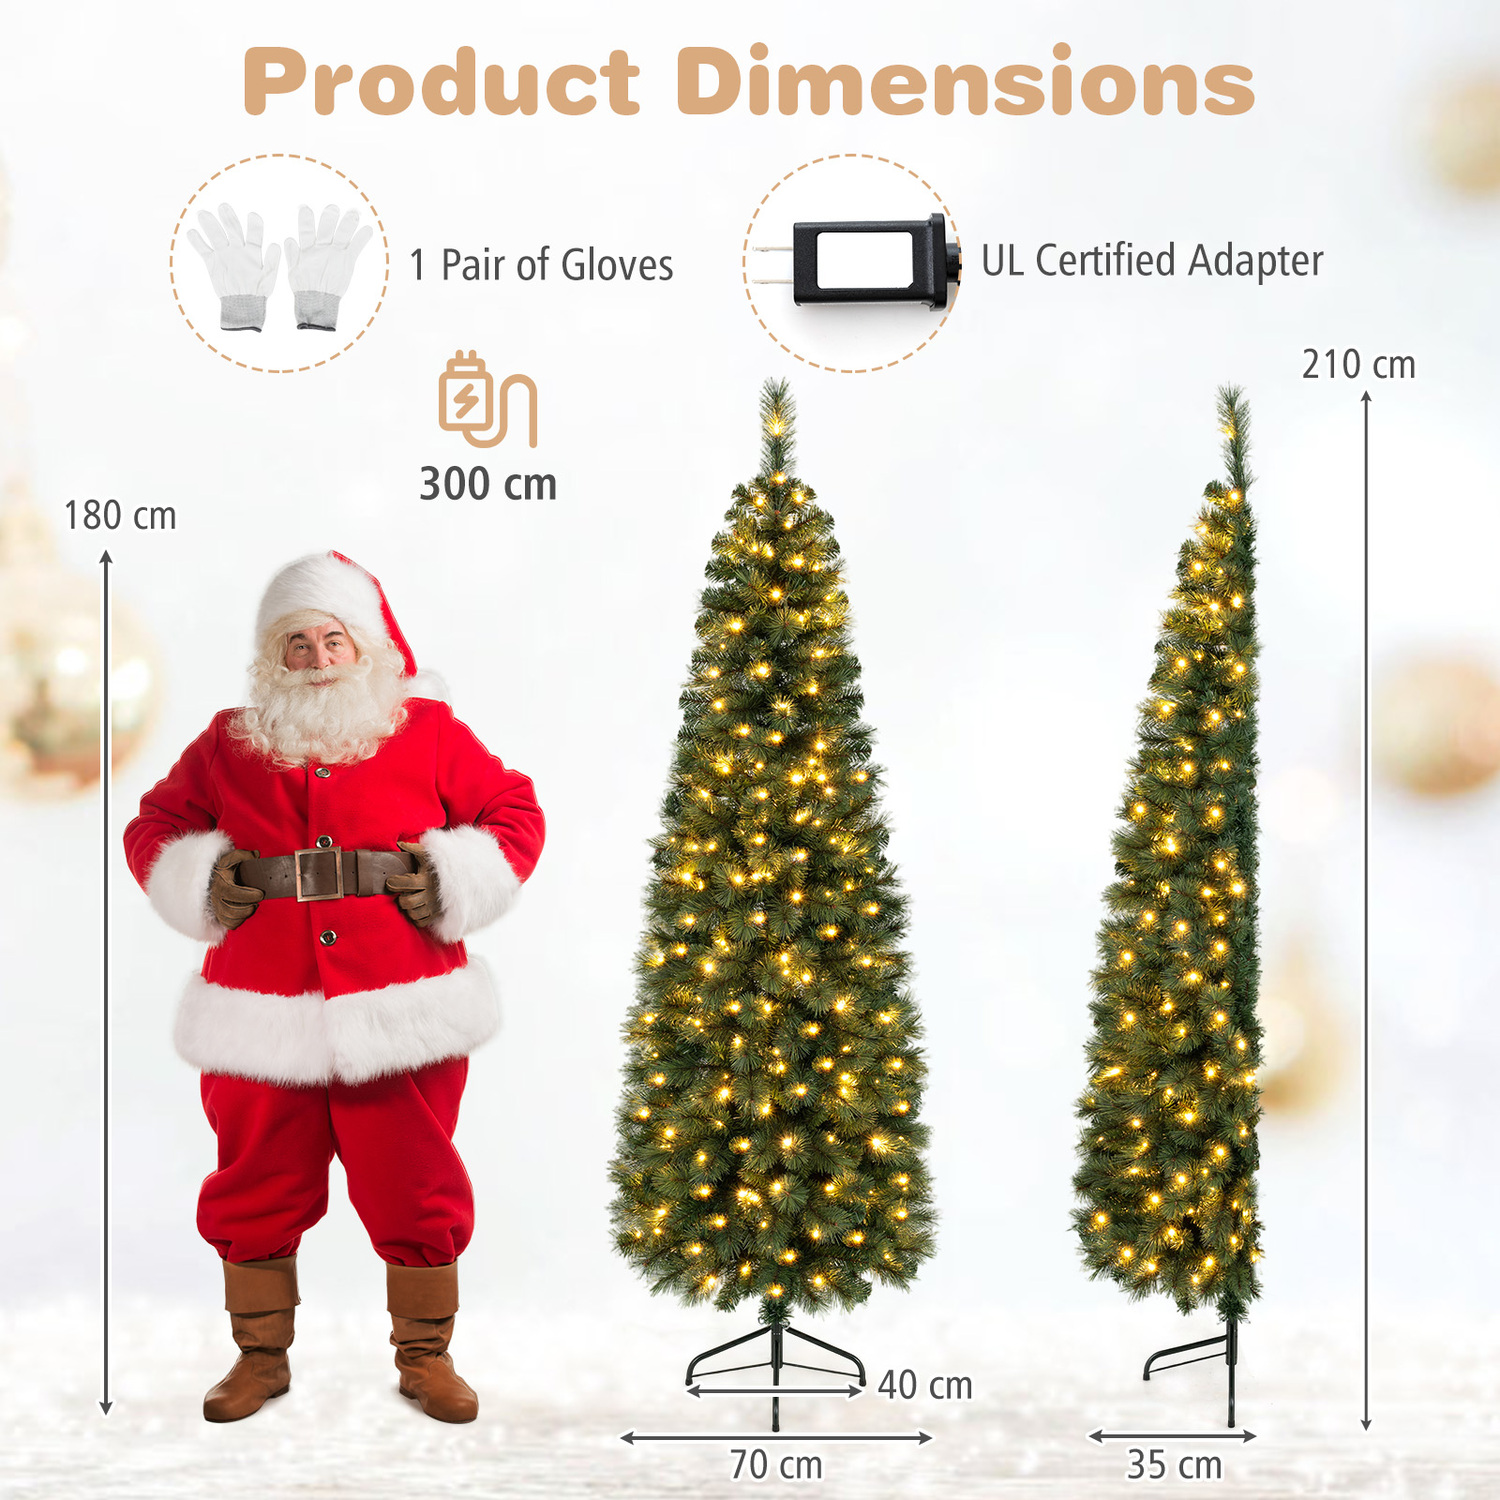 Product Dimensions
1 Pair of Gloves
UL Certified Adapter
300 cm
180 cm
210 cm
40 cm
70 cm
35 cm